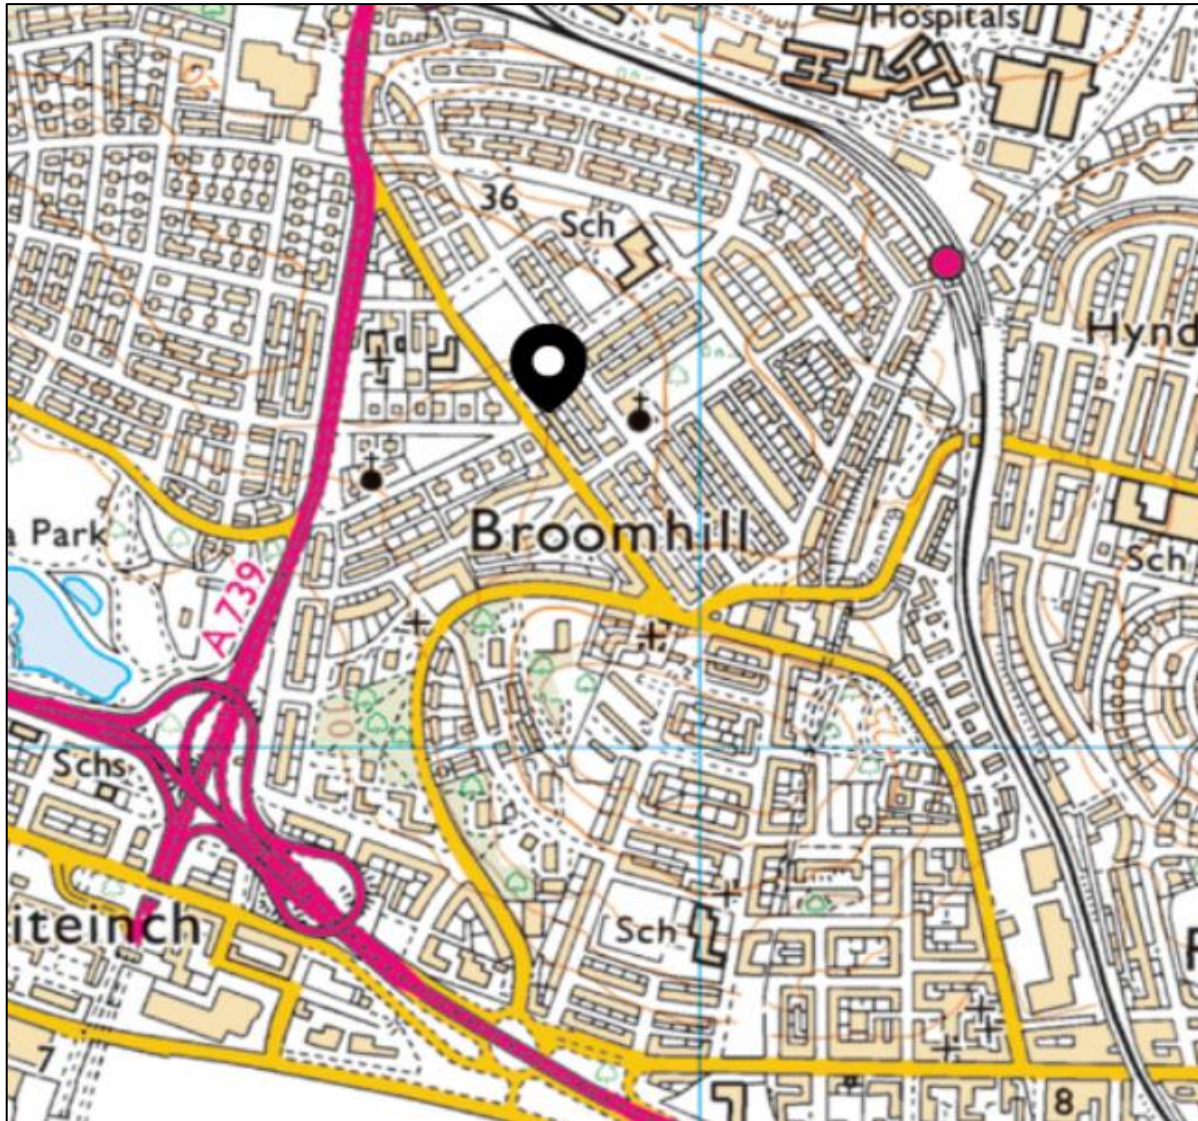 Hospitals
36
Sch
Hynd
a Park
Broomhill
Sch
A 739
Schs
iteinch
Sch
7
8